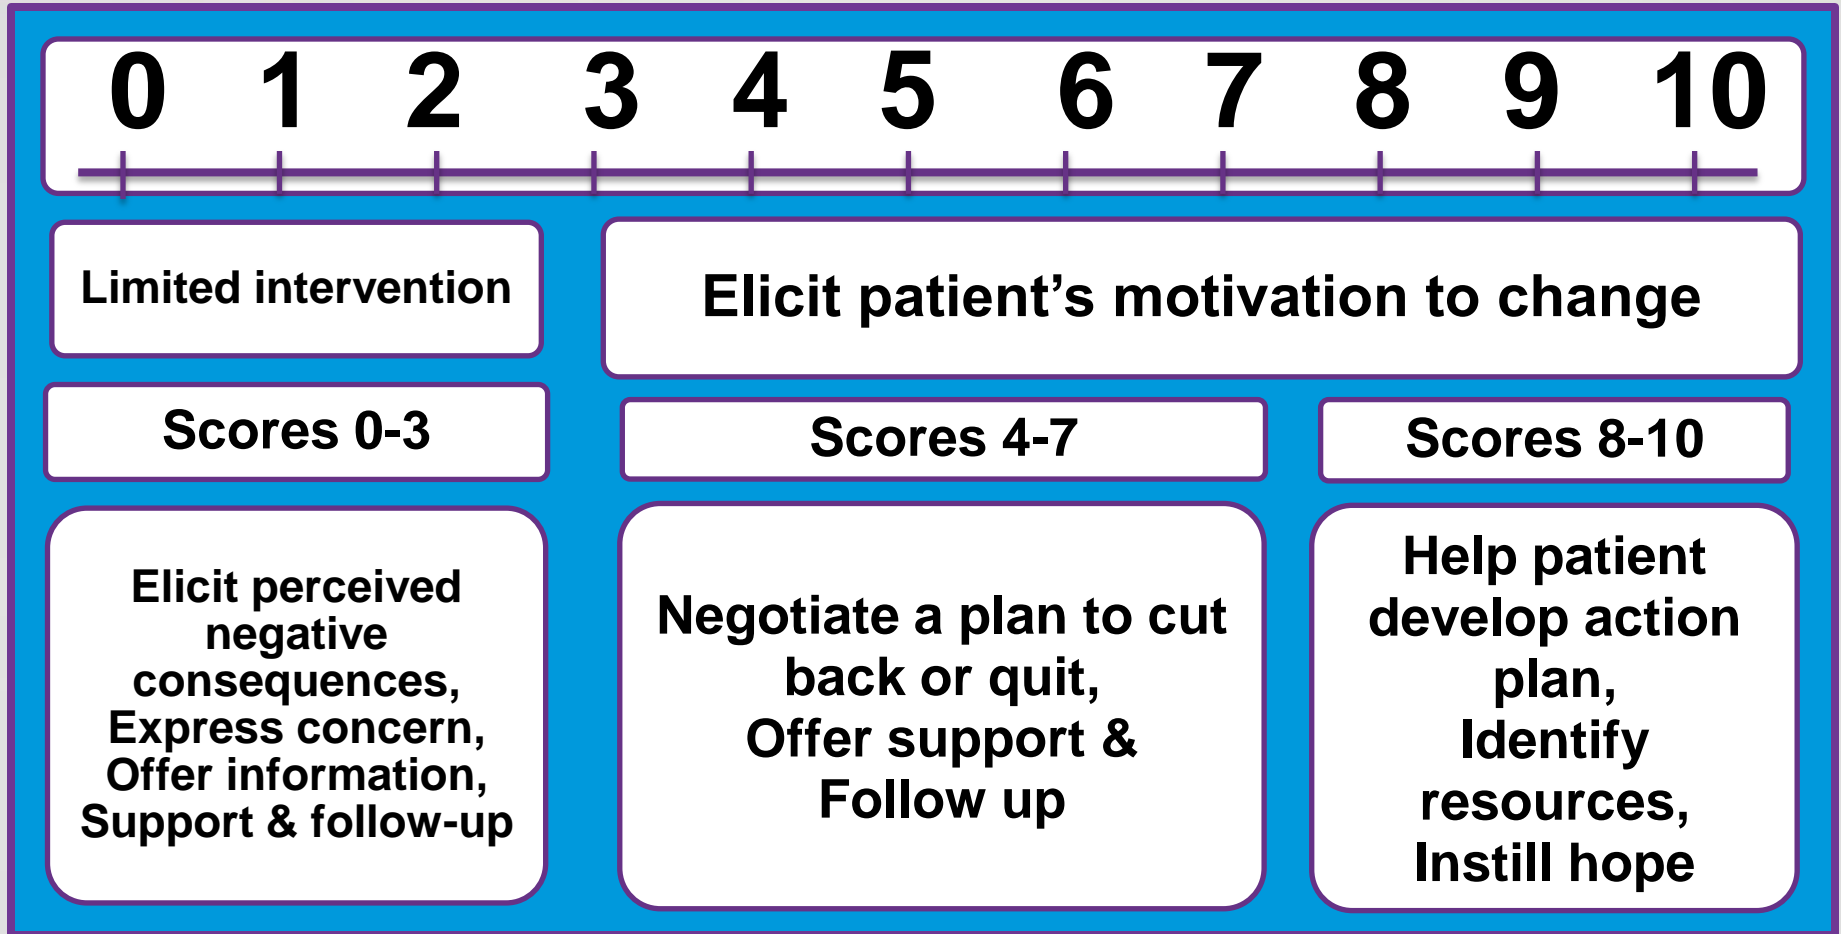 0 1 2 3 4 5 6 7 8 9 10
Limited intervention
Elicit patient’s motivation to change
Scores 0-3
Scores 4-7
Scores 8-10
Elicit perceived
negative
consequences,
Express concern,
Offer information,
Support & follow-up
Negotiate a plan to cut
back or quit,
Offer support &
Follow up
Help patient
develop action
plan,
Identify
resources,
Instill hope